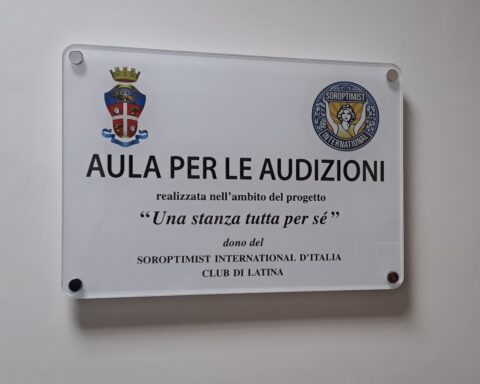 SOROPTIMIST
INTERNATIONAL
AULA PER LE AUDIZIONI
realizzata nell'ambito del progetto
“Una stanza tutta per sé”
dono del
SOROPTIMIST INTERNATIONAL D'ITALIA
CLUB DI LATINA